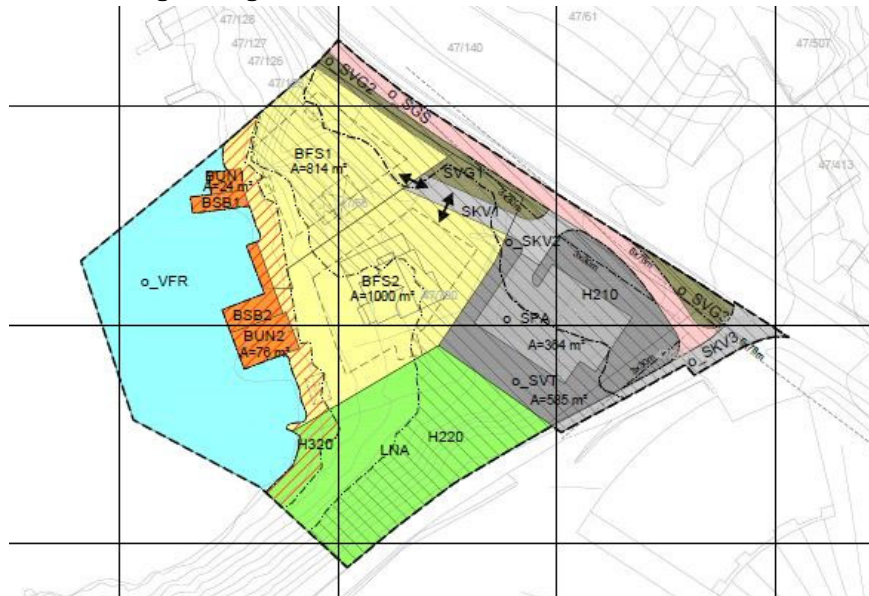 47/128
47/61
47/127
47/140
47/507
47/126
o_SVG2
o_SGS
47/413
BFS1
A=814 m²
SVG1
BUN1
A=24 m²
BSB1
SKV1
o_SKV2
o_VFR
BFS2
A=1000 m²
H210
o_SVG3
BSB2
BUN2
A=76 m²
o_SPA
A=364 m²
o_SKV3
o_SVT
A=585 m²
H320
H220
LNA